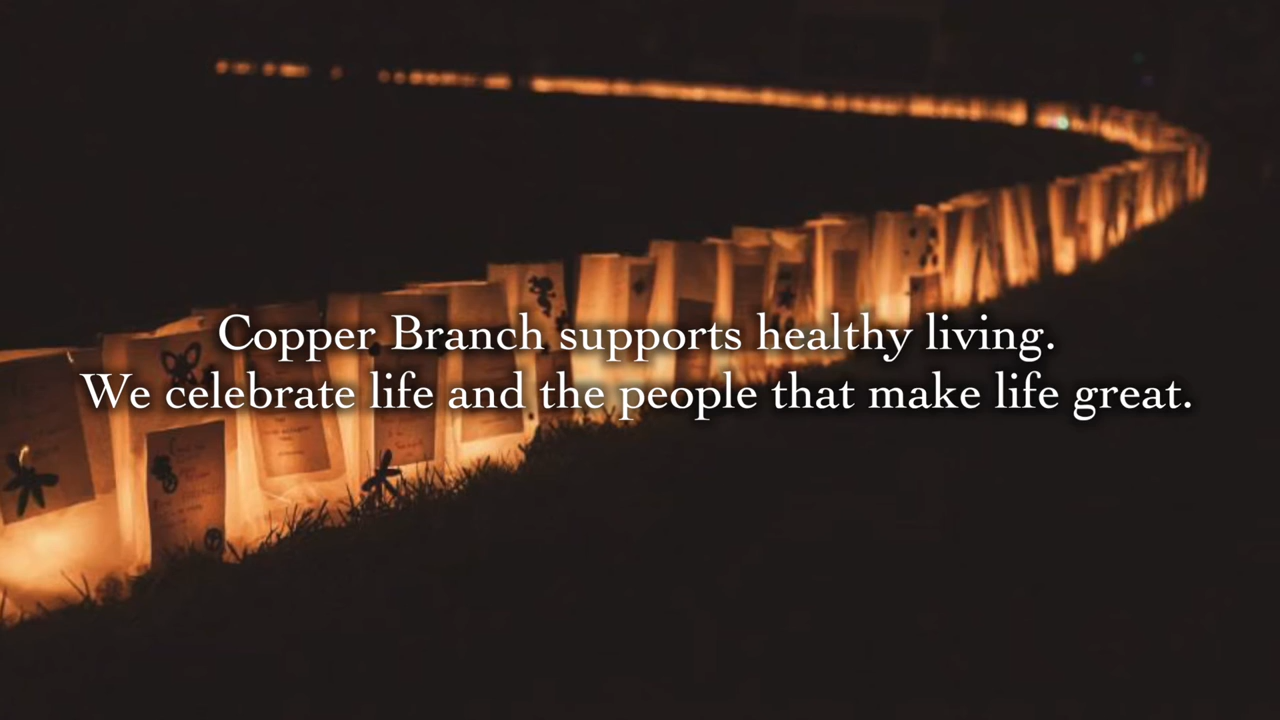 Copper Branch supports healthy living.
We celebrate life and the people that make life great.